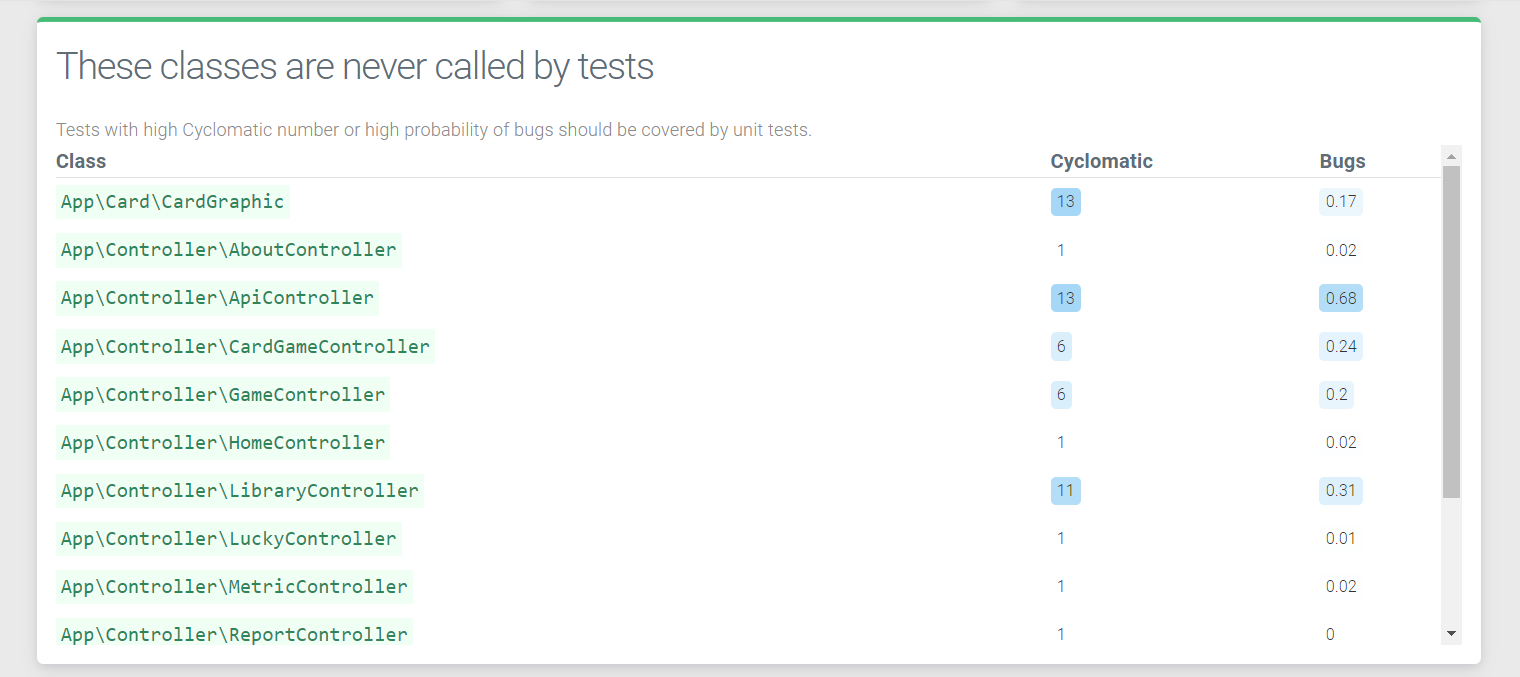 These classes are never called by tests
Tests with high Cyclomatic number or high probability of bugs should be covered by unit tests.
Class Cyclomatic Bugs
App\Card\CardGraphic 13 0.17
App\Controller\AboutController 1 0.02
App\Controller\ApiController 13 0.68
App\Controller\CardGameController 6 0.24
App\Controller\GameController 6 0.2
App\Controller\HomeController 1 0.02
App\Controller\LibraryController 11 0.31
App\Controller\LuckyController 1 0.01
App\Controller\MetricController 1 0.02
App\Controller\ReportController 1 0